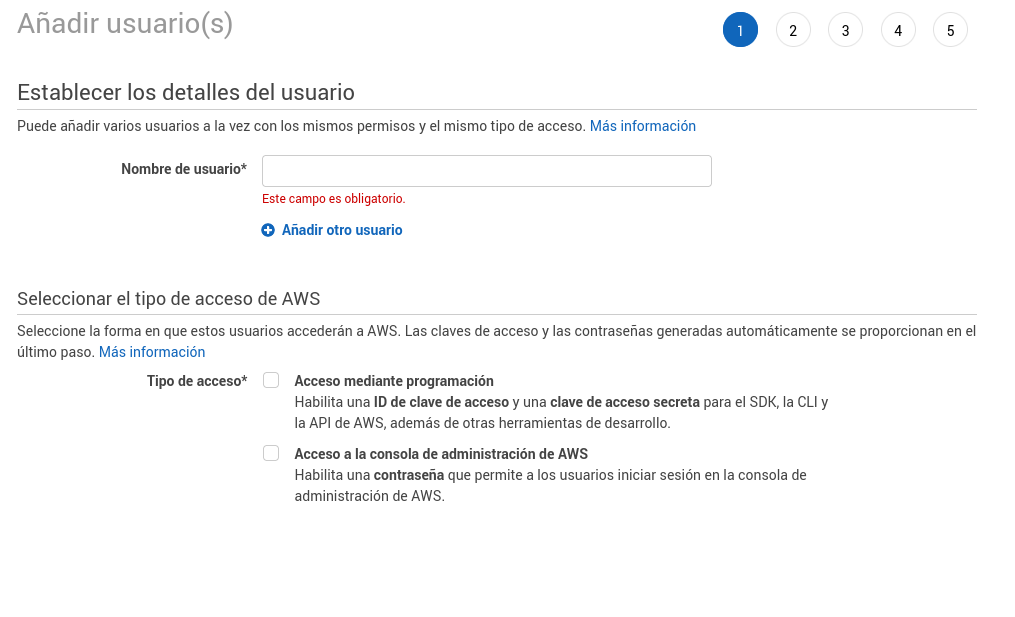 Añadir usuario(s)
1 2 3 4 5
Establecer los detalles del usuario
Puede añadir varios usuarios a la vez con los mismos permisos y el mismo tipo de acceso. Más información
Nombre de usuario*
Este campo es obligatorio.
Añadir otro usuario
Seleccionar el tipo de acceso de AWS
Seleccione la forma en que estos usuarios accederán a AWS. Las claves de acceso y las contraseñas generadas automáticamente se proporcionan en el
último paso. Más información
Tipo de acceso* Acceso mediante programación
Habilita una ID de clave de acceso y una clave de acceso secreta para el SDK, la CLI y
la API de AWS, además de otras herramientas de desarrollo.
Acceso a la consola de administración de AWS
Habilita una contraseña que permite a los usuarios iniciar sesión en la consola de
administración de AWS.